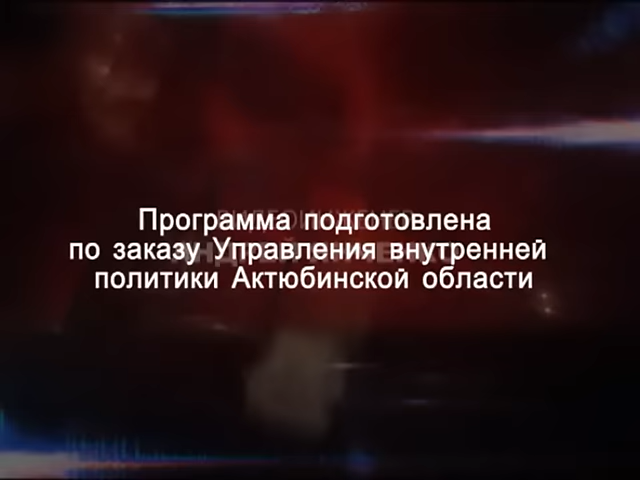 Программа подготовлена
по заказу Управления внутренней
политики Актюбинской области